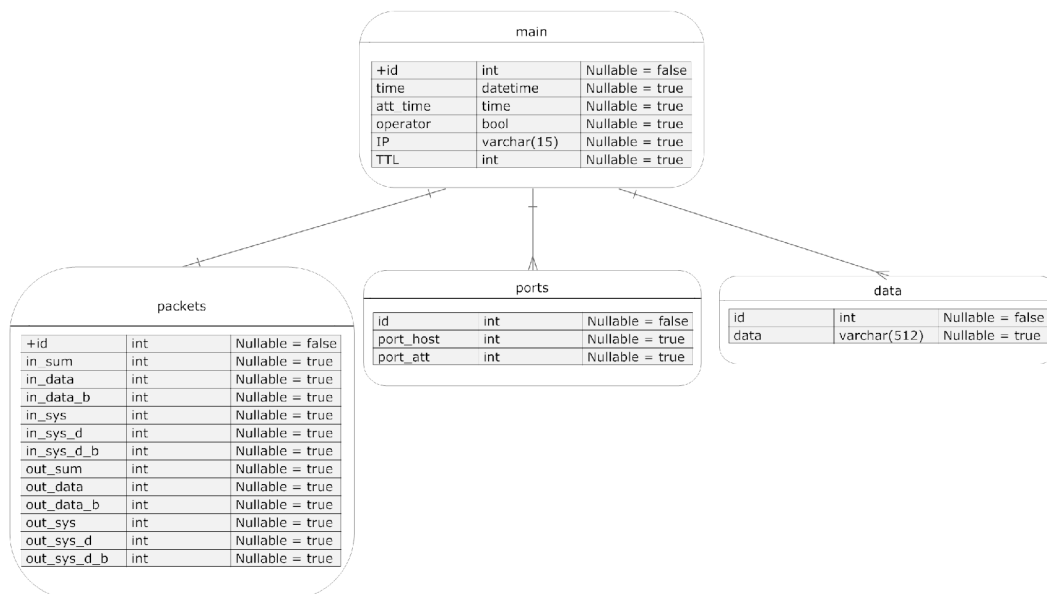 main
+id int Nullable = false
time datetime Nullable = true
att_time time Nullable = true
operator bool Nullable = true
IP varchar(15) Nullable = true
TTL int Nullable = true
packets
+id int Nullable = false
in_sum int Nullable = true
in_data int Nullable = true
in_data_b int Nullable = true
in_sys int Nullable = true
in_sys_d int Nullable = true
in_sys_d_b int Nullable = true
out_sum int Nullable = true
out_data int Nullable = true
out_data_b int Nullable = true
out_sys int Nullable = true
out_sys_d int Nullable = true
out_sys_d_b int Nullable = true
ports
id int Nullable = false
port_host int Nullable = true
port_att int Nullable = true
data
id int Nullable = false
data varchar(512) Nullable = true